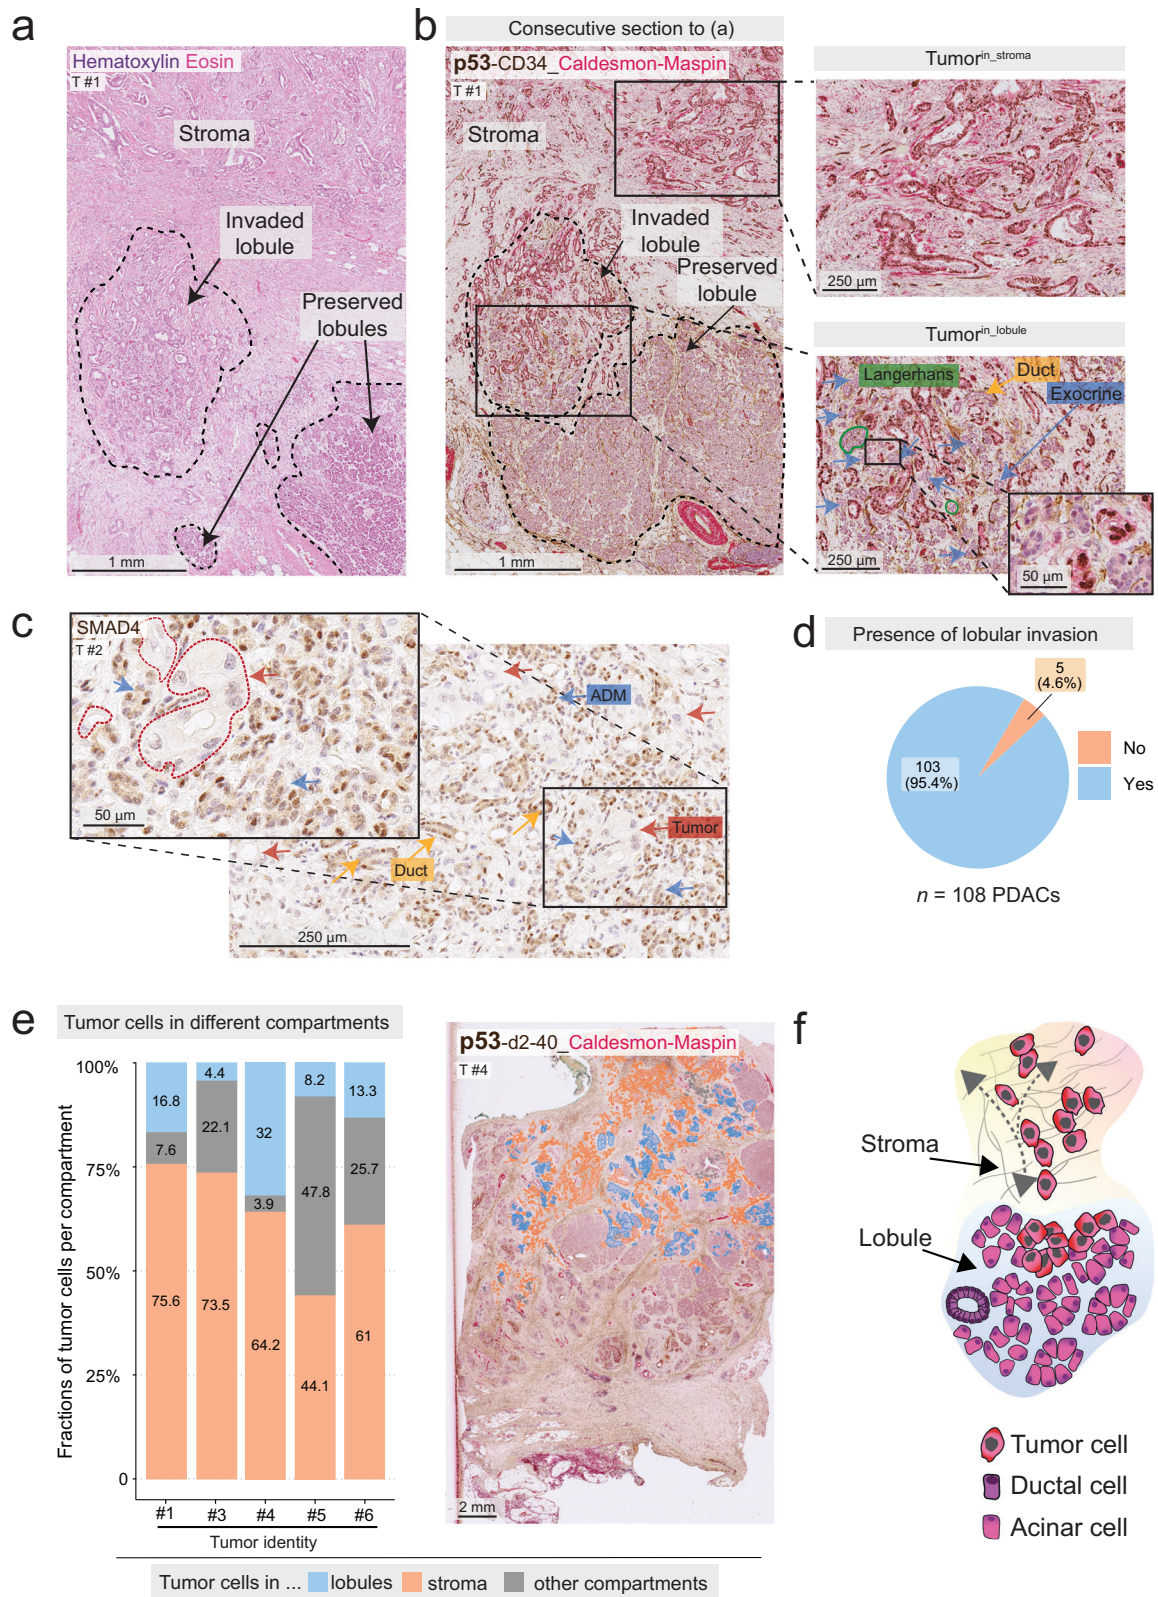 a
Hematoxylin Eosin
T #1
Stroma
Invaded
lobule
Preserved
lobules
1 mm
b
Consecutive section to (a)
p53-CD34_Caldesmon-Maspin
T #1
Stroma
Invaded
lobule
Preserved
lobule
1 mm
Tumor^in_stroma
250 µm
Tumor^in_lobule
Langerhans
Duct
Exocrine
250 µm
50 µm
c
SMAD4
T #2
50 µm
ADM
Tumor
Duct
250 µm
d
Presence of lobular invasion
5
(4.6%)
103
(95.4%)
No
Yes
n = 108 PDACs
e
Tumor cells in different compartments
Fractions of tumor cells per compartment
100%
75%
50%
25%
0
16.8
7.6
75.6
4.4
22.1
73.5
32
3.9
64.2
8.2
47.8
44.1
13.3
25.7
61
#1 #3 #4 #5 #6
Tumor identity
p53-d2-40_Caldesmon-Maspin
T #4
2 mm
Tumor cells in ... lobules stroma other compartments
f
Stroma
Lobule
Tumor cell
Ductal cell
Acinar cell